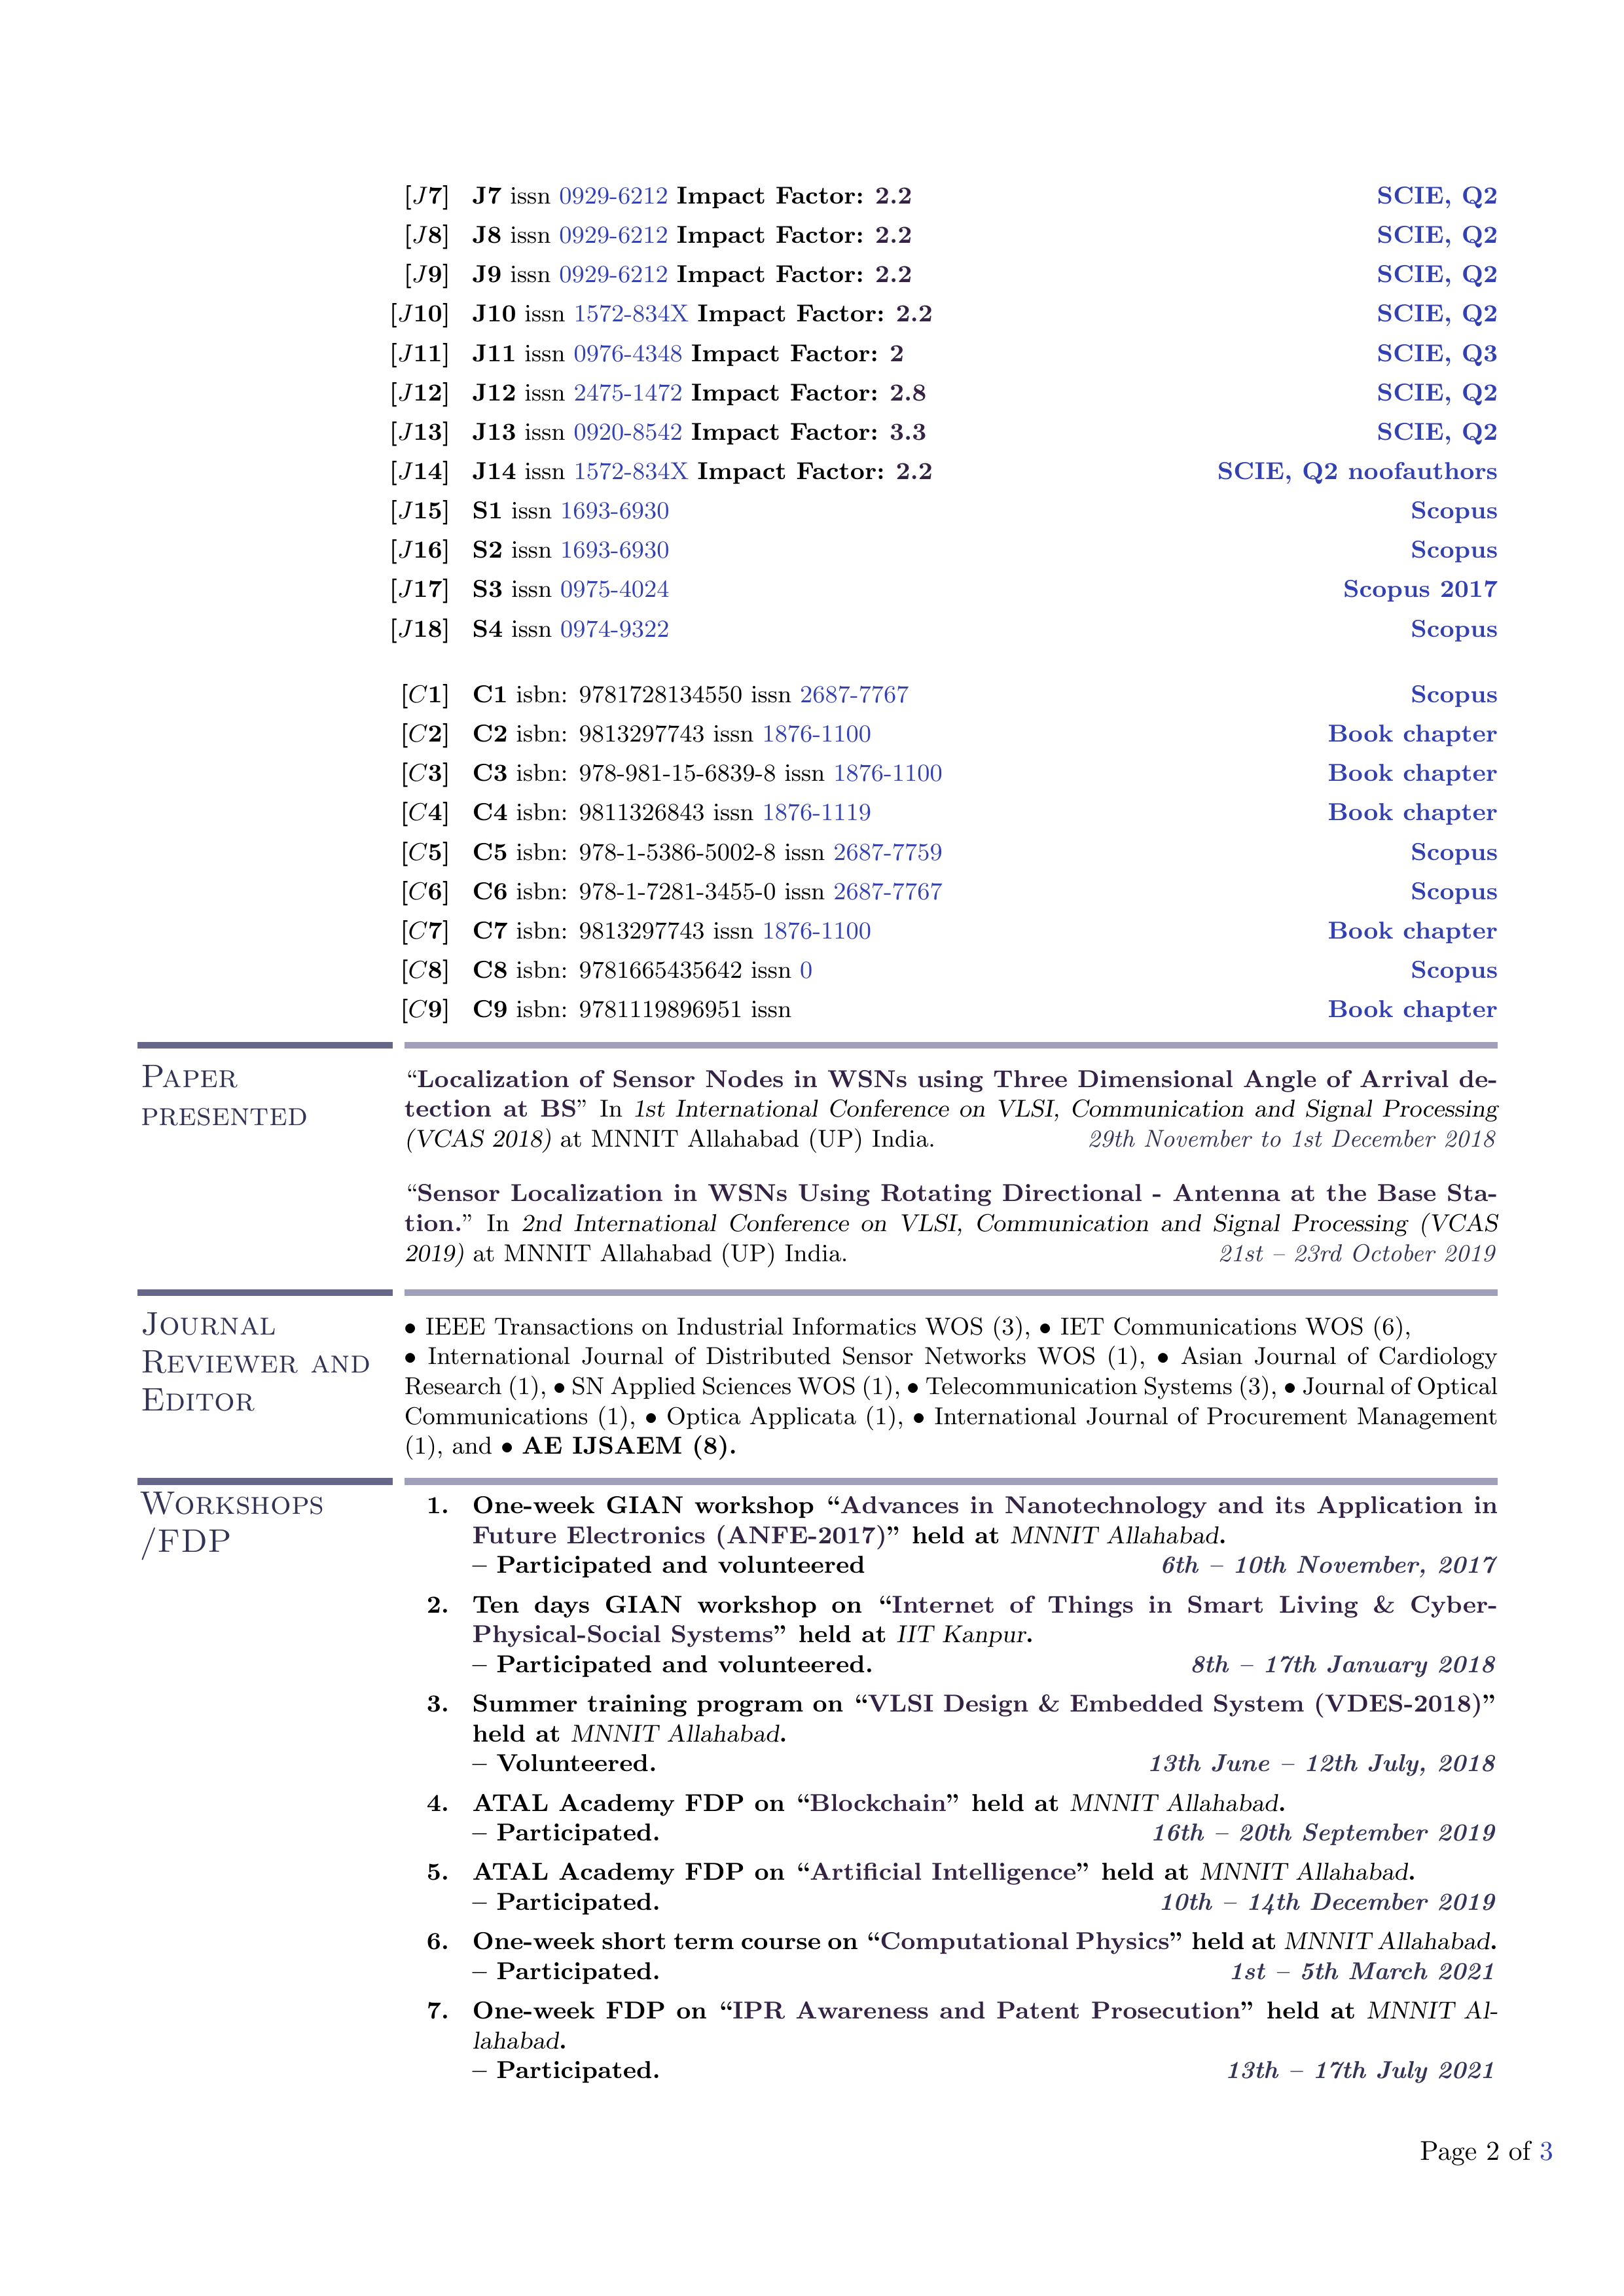 [J7] J7 issn 0929-6212 Impact Factor: 2.2 SCIE, Q2
[J8] J8 issn 0929-6212 Impact Factor: 2.2 SCIE, Q2
[J9] J9 issn 0929-6212 Impact Factor: 2.2 SCIE, Q2
[J10] J10 issn 1572-834X Impact Factor: 2.2 SCIE, Q2
[J11] J11 issn 0976-4348 Impact Factor: 2 SCIE, Q3
[J12] J12 issn 2475-1472 Impact Factor: 2.8 SCIE, Q2
[J13] J13 issn 0920-8542 Impact Factor: 3.3 SCIE, Q2
[J14] J14 issn 1572-834X Impact Factor: 2.2 SCIE, Q2 noofauthors
[J15] S1 issn 1693-6930 Scopus
[J16] S2 issn 1693-6930 Scopus
[J17] S3 issn 0975-4024 Scopus 2017
[J18] S4 issn 0974-9322 Scopus
[C1] C1 isbn: 9781728134550 issn 2687-7767 Scopus
[C2] C2 isbn: 9813297743 issn 1876-1100 Book chapter
[C3] C3 isbn: 978-981-15-6839-8 issn 1876-1100 Book chapter
[C4] C4 isbn: 9811326843 issn 1876-1119 Book chapter
[C5] C5 isbn: 978-1-5386-5002-8 issn 2687-7759 Scopus
[C6] C6 isbn: 978-1-7281-3455-0 issn 2687-7767 Scopus
[C7] C7 isbn: 9813297743 issn 1876-1100 Book chapter
[C8] C8 isbn: 9781665435642 issn 0 Scopus
[C9] C9 isbn: 9781119896951 issn Book chapter
Paper
presented
“Localization of Sensor Nodes in WSNs using Three Dimensional Angle of Arrival de-
tection at BS” In 1st International Conference on VLSI, Communication and Signal Processing
(VCAS 2018) at MNNIT Allahabad (UP) India. 29th November to 1st December 2018
“Sensor Localization in WSNs Using Rotating Directional - Antenna at the Base Sta-
tion.” In 2nd International Conference on VLSI, Communication and Signal Processing (VCAS
2019) at MNNIT Allahabad (UP) India. 21st – 23rd October 2019
Journal
Reviewer and
Editor
• IEEE Transactions on Industrial Informatics WOS (3), • IET Communications WOS (6),
• International Journal of Distributed Sensor Networks WOS (1), • Asian Journal of Cardiology
Research (1), • SN Applied Sciences WOS (1), • Telecommunication Systems (3), • Journal of Optical
Communications (1), • Optica Applicata (1), • International Journal of Procurement Management
(1), and • AE IJSAEM (8).
Workshops
/FDP
1. One-week GIAN workshop “Advances in Nanotechnology and its Application in
Future Electronics (ANFE-2017)” held at MNNIT Allahabad.
– Participated and volunteered 6th – 10th November, 2017
2. Ten days GIAN workshop on “Internet of Things in Smart Living & Cyber-
Physical-Social Systems” held at IIT Kanpur.
– Participated and volunteered. 8th – 17th January 2018
3. Summer training program on “VLSI Design & Embedded System (VDES-2018)”
held at MNNIT Allahabad.
– Volunteered. 13th June – 12th July, 2018
4. ATAL Academy FDP on “Blockchain” held at MNNIT Allahabad.
– Participated. 16th – 20th September 2019
5. ATAL Academy FDP on “Artificial Intelligence” held at MNNIT Allahabad.
– Participated. 10th – 14th December 2019
6. One-week short term course on “Computational Physics” held at MNNIT Allahabad.
– Participated. 1st – 5th March 2021
7. One-week FDP on “IPR Awareness and Patent Prosecution” held at MNNIT Al-
lahabad.
– Participated. 13th – 17th July 2021
Page 2 of 3